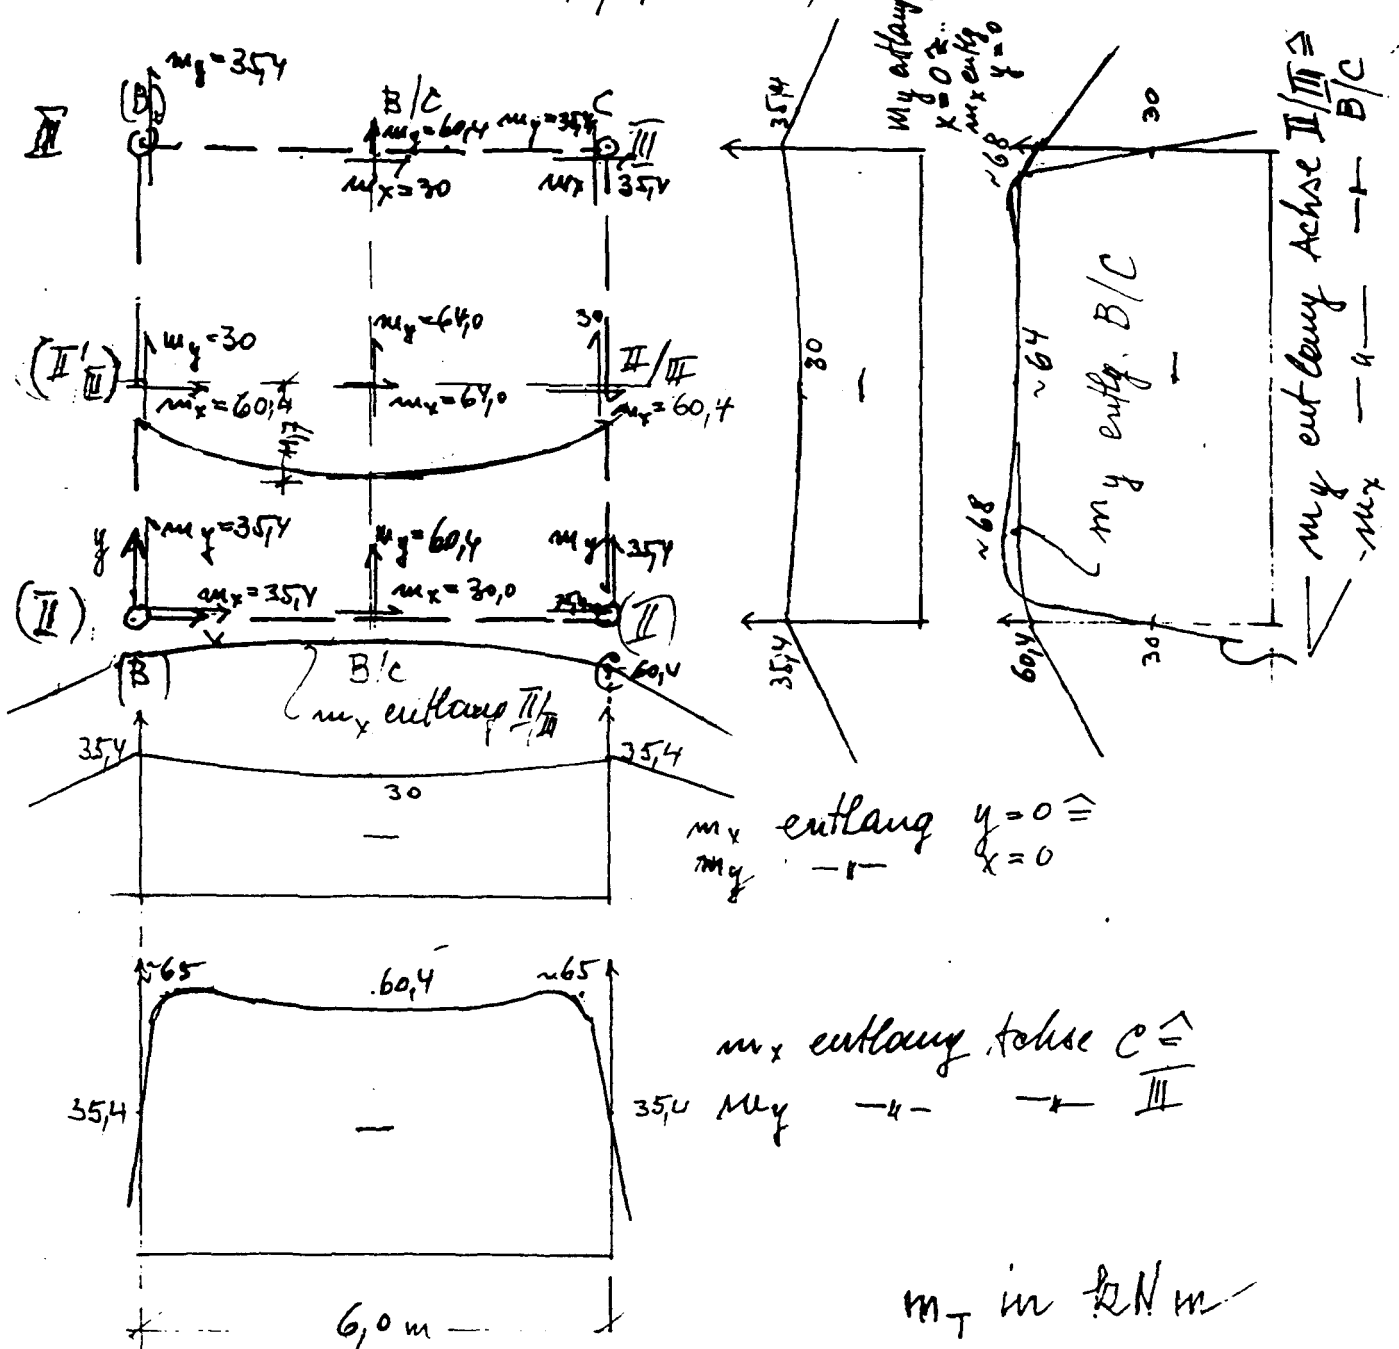 m_y = 35,4
(B)
B/C
C
III
m_y = 60,4
m_y = 35,4
III
m_x = 30
m_x 35,4
m_y = 30
m_y = 64,0
30
II/III
m_x = 60,4
m_x = 64,0
m_x = 60,4
y
m_y = 35,4
m_y = 60,4
m_y 35,4
(II)
m_x = 35,4
m_x = 30,0
(II)
x
(B)
B/C
C
60,4
m_x entlang II/III
35,4
35,4
30
—
m_x entlang y = 0 ≙
m_y —"— x = 0
~65
60,4
~65
35,4
—
35,4
m_x entlang Achse C ≙
m_y —"— —"— III
6,0 m
m_T in kNm
35,4
30
—
35,4
m_y entlang
x = 0 ≙
m_x entlg
y = 0
~68
30
~64
m_y entlg. B/C
—
~68
60,4
30
m_y entlang Achse II/III ≙
m_x —"— —"— B/C